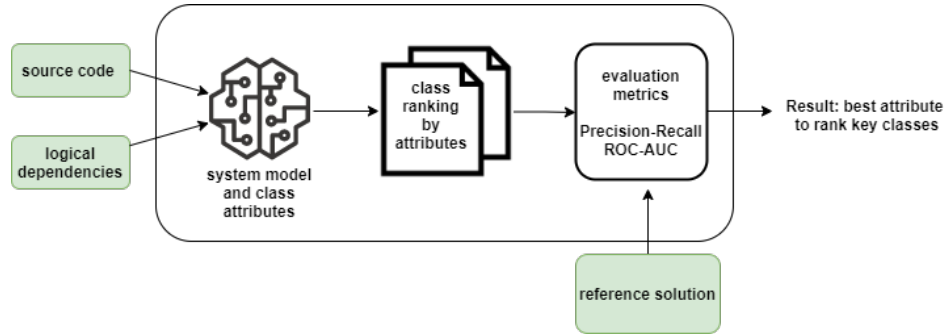 source code
logical
dependencies
system model
and class
attributes
class
ranking
by
attributes
evaluation
metrics
Precision-Recall
ROC-AUC
Result: best attribute
to rank key classes
reference solution